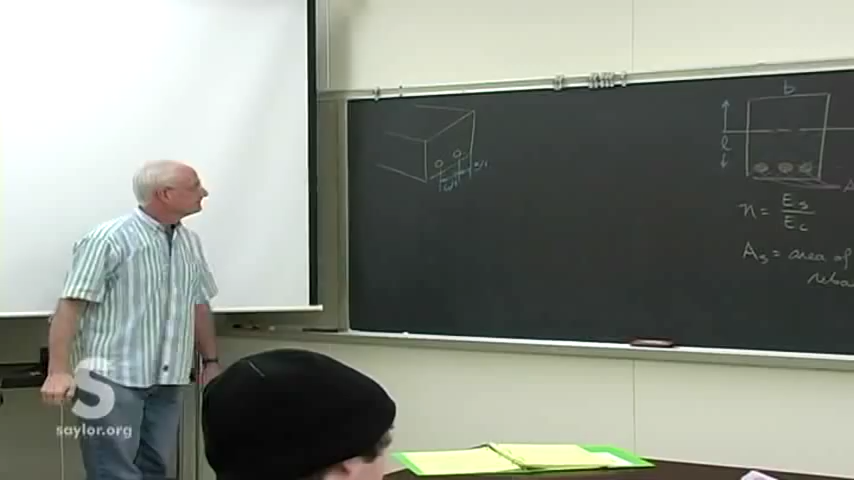 b
n = Es/Ec
As = area of
reba
S
saylor.org